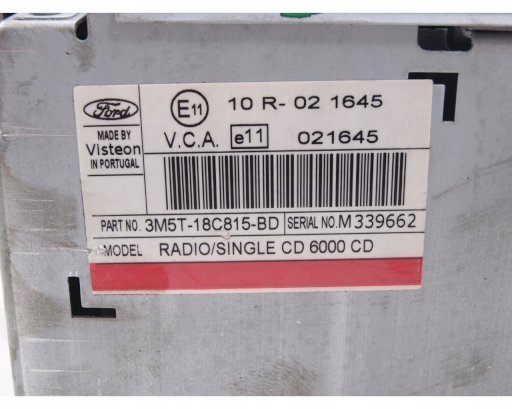 Ford
E11
10 R- 02 1645
MADE BY
Visteon
IN PORTUGAL
V.C.A.
e11
021645
PART NO. 3M5T-18C815-BD
SERIAL NO. M339662
MODEL RADIO/SINGLE CD 6000 CD